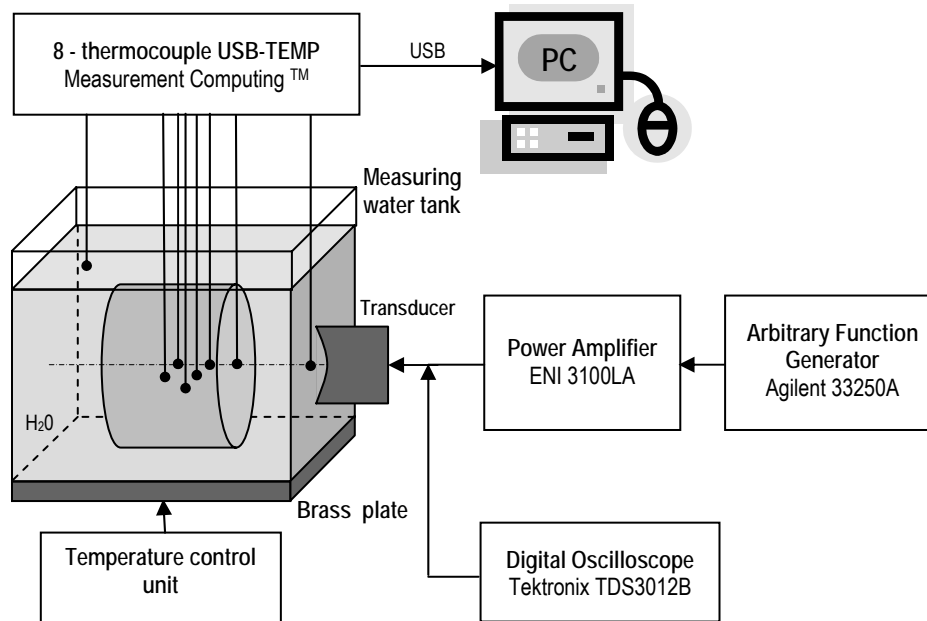 8 - thermocouple USB-TEMP
Measurement Computing ™
USB
PC
Measuring
water tank
Transducer
Power Amplifier
ENI 3100LA
Arbitrary Function
Generator
Agilent 33250A
H₂0
Brass plate
Temperature control
unit
Digital Oscilloscope
Tektronix TDS3012B